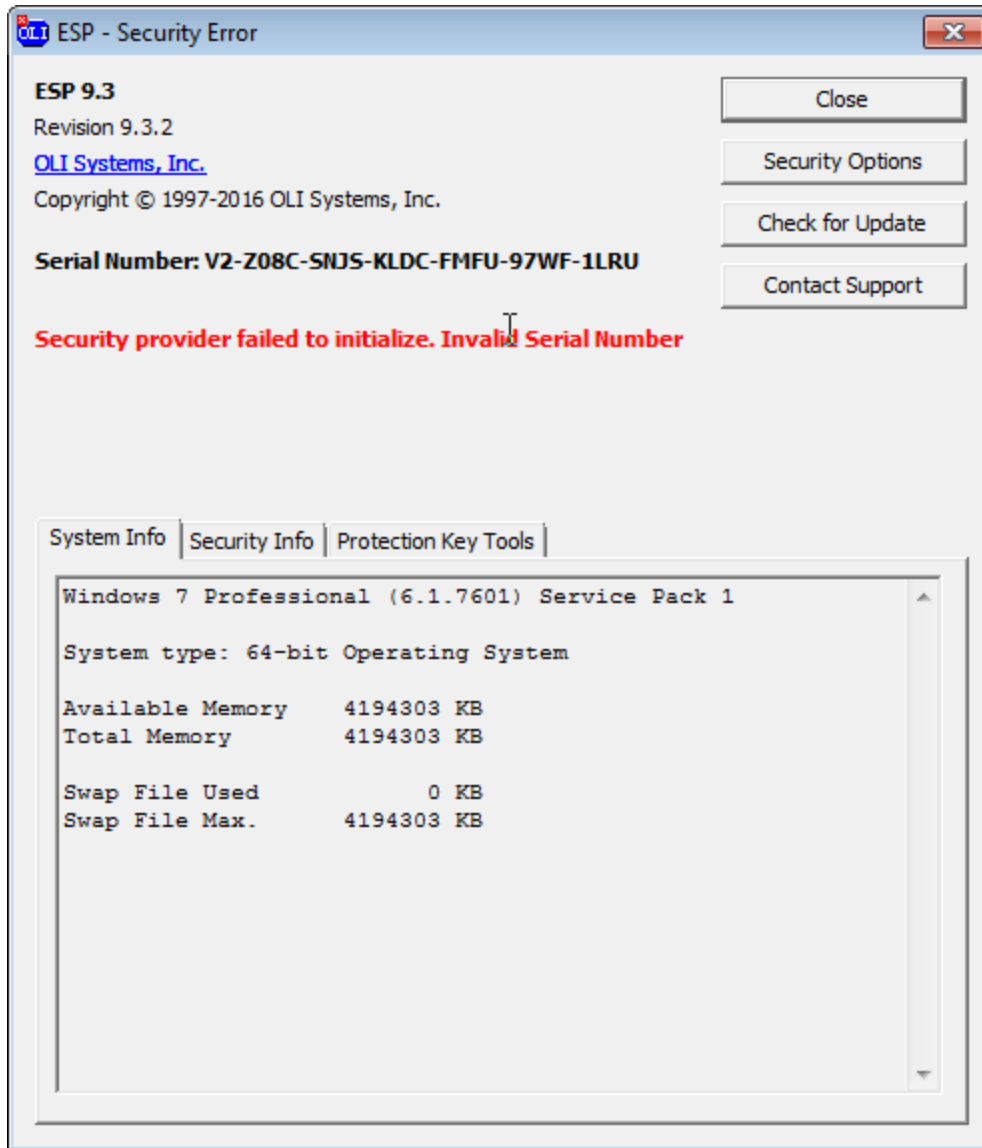 OLI ESP - Security Error
ESP 9.3
Close
Revision 9.3.2
Security Options
OLI Systems, Inc.
Copyright © 1997-2016 OLI Systems, Inc.
Check for Update
Serial Number: V2-Z08C-SNJS-KLDC-FMFU-97WF-1LRU
Contact Support
Security provider failed to initialize. Invalid Serial Number
System Info Security Info Protection Key Tools
Windows 7 Professional (6.1.7601) Service Pack 1
System type: 64-bit Operating System
Available Memory 4194303 KB
Total Memory 4194303 KB
Swap File Used 0 KB
Swap File Max. 4194303 KB